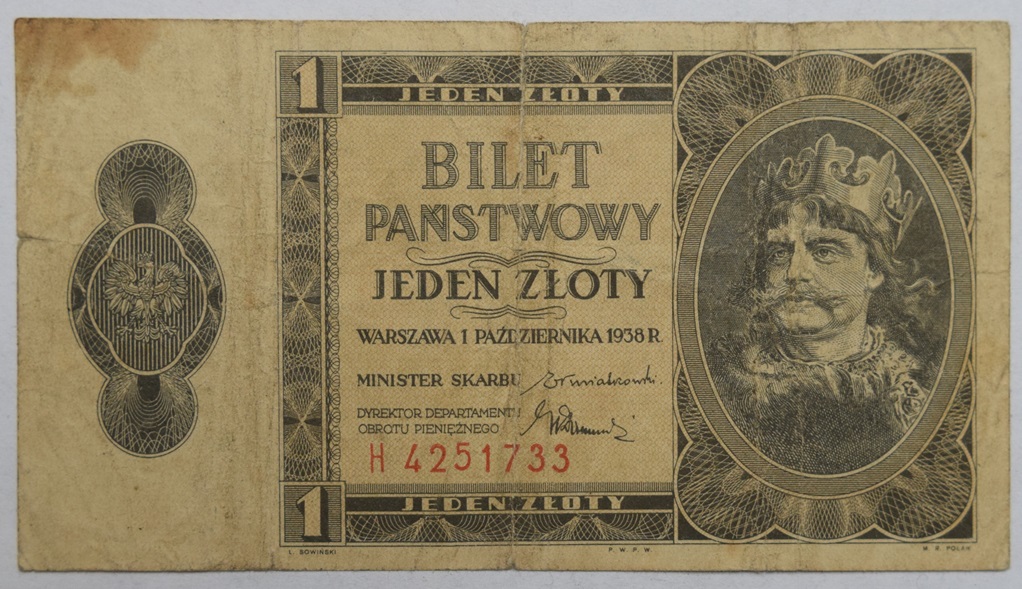 1
JEDEN ZŁOTY
BILET
PAŃSTWOWY
JEDEN ZŁOTY
WARSZAWA 1 PAŹDZIERNIKA 1938 R.
MINISTER SKARBU
DYREKTOR DEPARTAMENTU
OBROTU PIENIĘŻNEGO
H 4251733
1
JEDEN ZŁOTY
Ł. SOWIŃSKI
P. W. P. W.